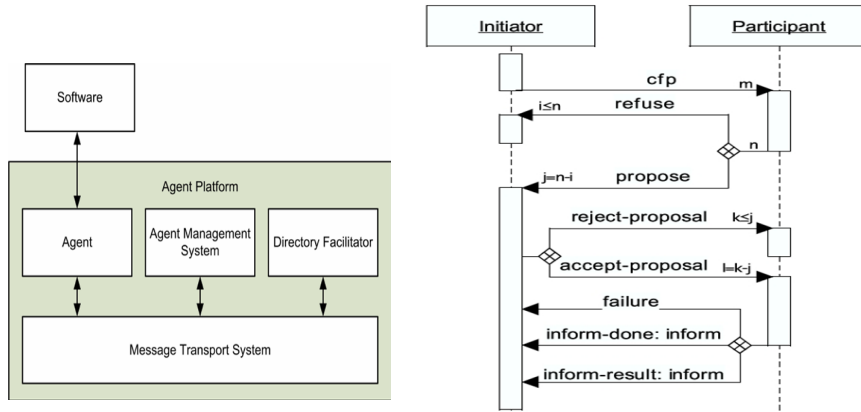 Software
Agent Platform
Agent
Agent Management
System
Directory Facilitator
Message Transport System
Initiator
Participant
cfp
m
i≤n
refuse
n
j=n-i
propose
reject-proposal
k≤j
accept-proposal
l=k-j
failure
inform-done: inform
inform-result: inform